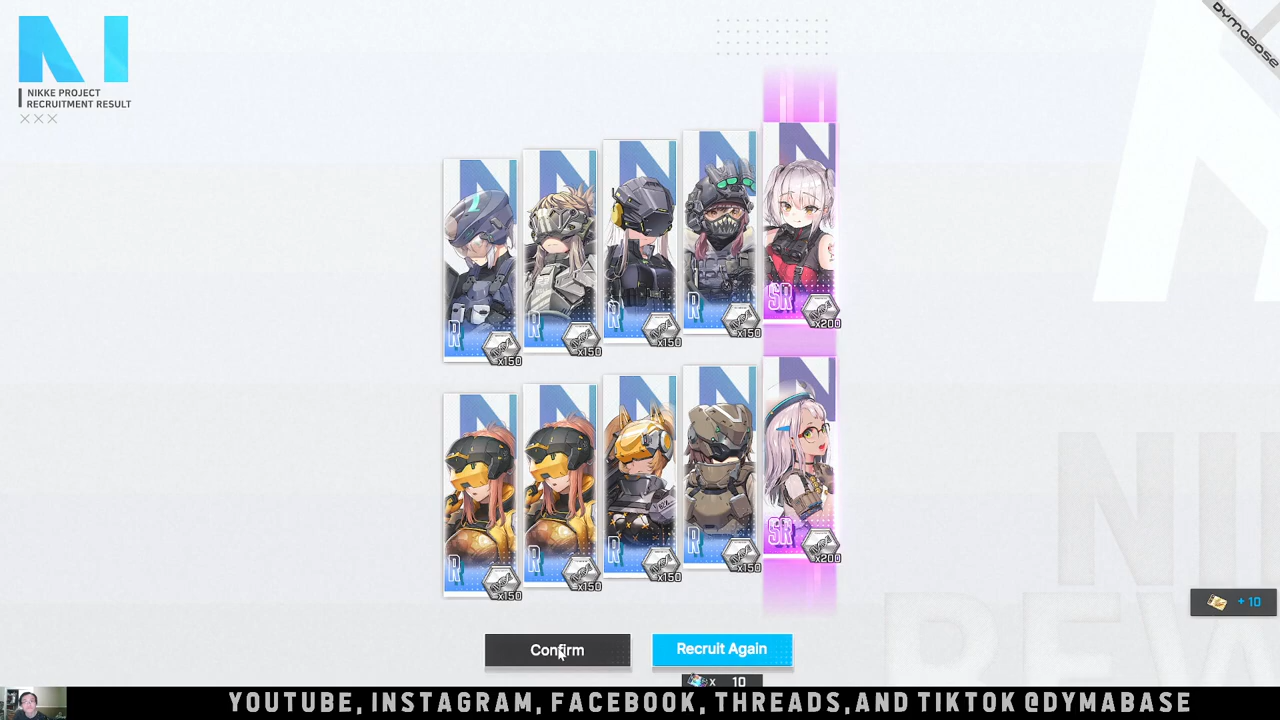 NIKKE PROJECT
RECRUITMENT RESULT
DYMABASE
R
x150
R
x150
R
x150
R
x150
SR
x200
R
x150
R
x150
R
x150
R
x150
SR
x200
+ 10
Confirm
Recruit Again
x 10
YOUTUBE, INSTAGRAM, FACEBOOK, THREADS, AND TIKTOK @DYMABASE